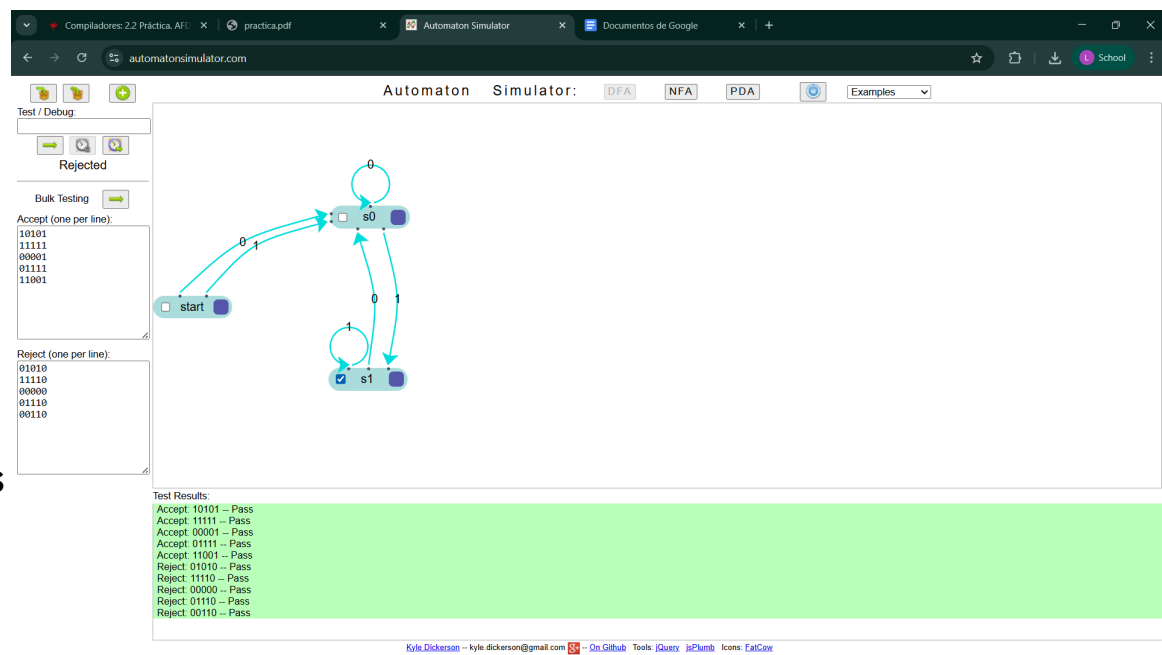 Compiladores: 2.2 Práctica. AFD
practica.pdf
Automaton Simulator
Documentos de Google
automatonsimulator.com
L School
Automaton Simulator: DFA NFA PDA Examples
Test / Debug:
Rejected
Bulk Testing
Accept (one per line):
10101
11111
00001
01111
11001
Reject (one per line):
01010
11110
00000
01110
00110
0
s0
0 1
start
0 1
1
s1
s
Test Results:
Accept: 10101 -- Pass
Accept: 11111 -- Pass
Accept: 00001 -- Pass
Accept: 01111 -- Pass
Accept: 11001 -- Pass
Reject: 01010 -- Pass
Reject: 11110 -- Pass
Reject: 00000 -- Pass
Reject: 01110 -- Pass
Reject: 00110 -- Pass
Kyle Dickerson -- kyle.dickerson@gmail.com g+ -- On Github Tools: jQuery jsPlumb Icons: FatCow